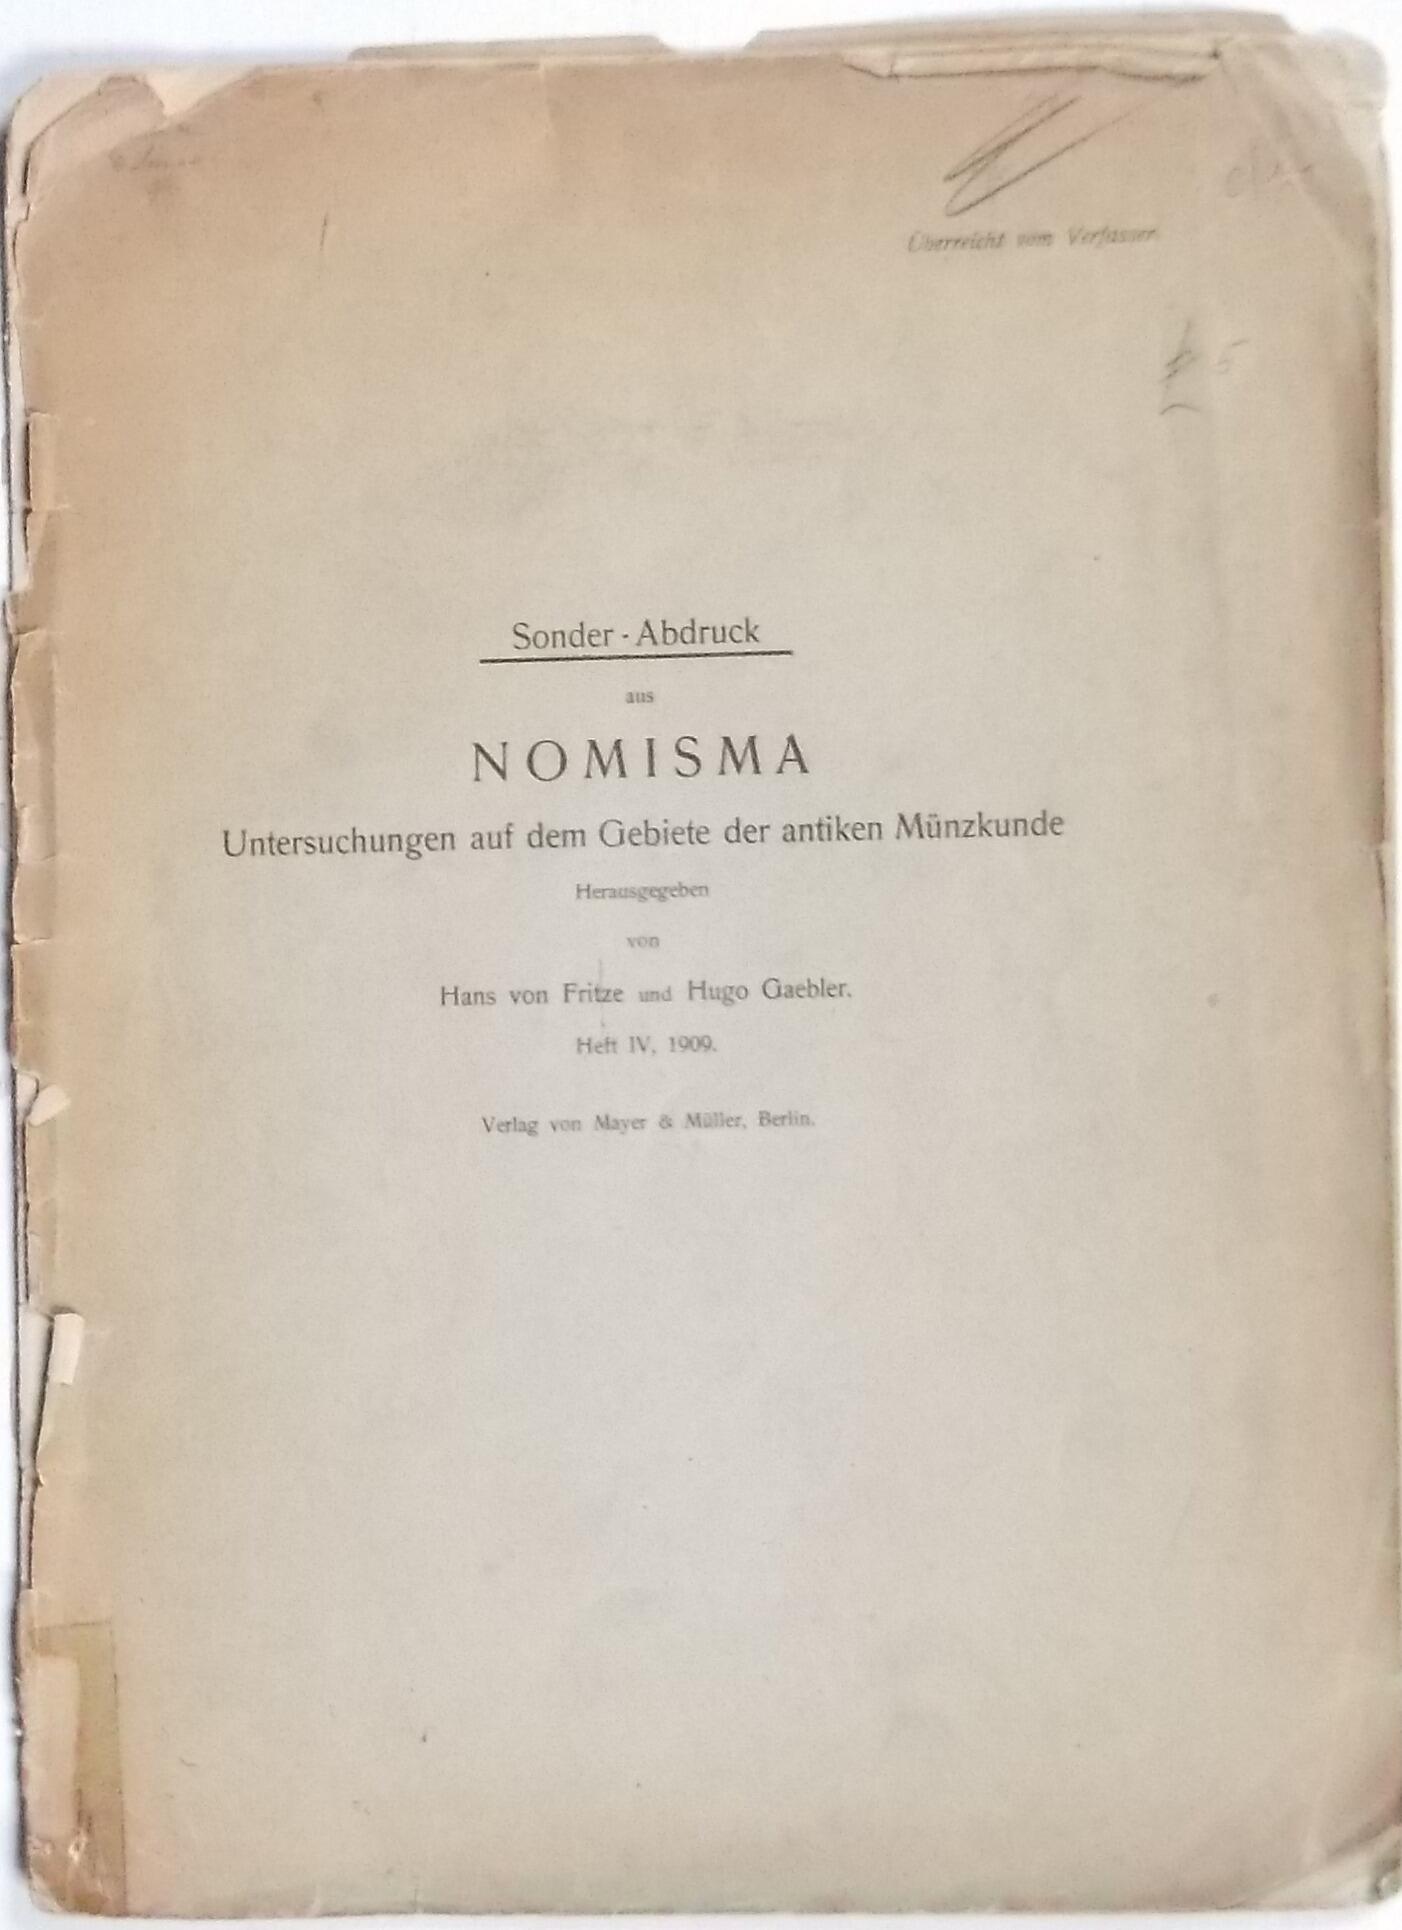 Überreicht vom Verfasser.
5
Sonder - Abdruck
aus
NOMISMA
Untersuchungen auf dem Gebiete der antiken Münzkunde
Herausgegeben
von
Hans von Fritze und Hugo Gaebler.
Heft IV, 1909.
Verlag von Mayer & Müller, Berlin.